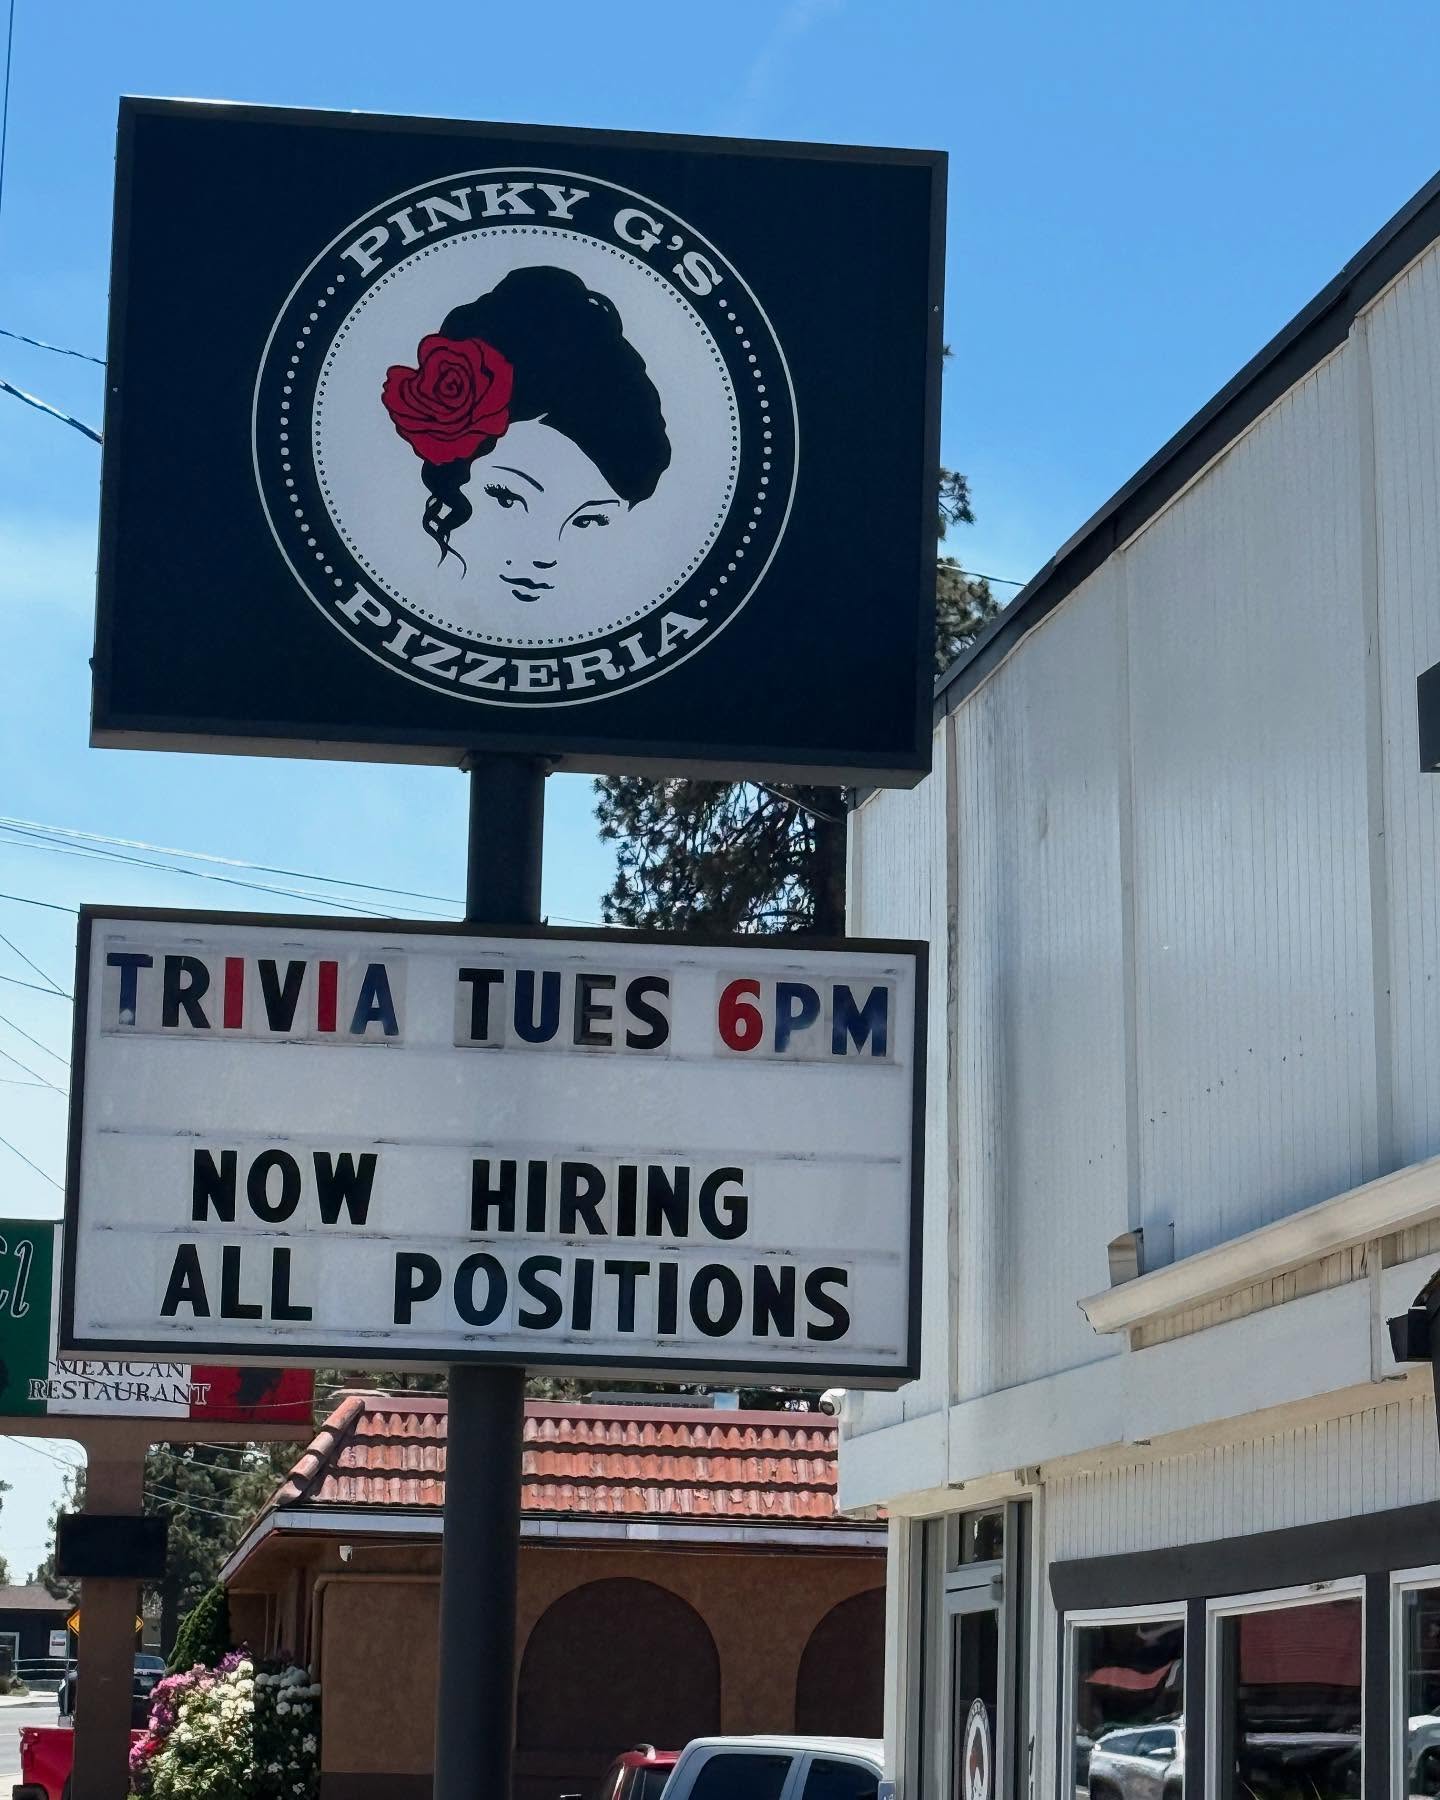 PINKY G'S
PIZZERIA
TRIVIA TUES 6PM
NOW HIRING
ALL POSITIONS
MEXICAN
RESTAURANT